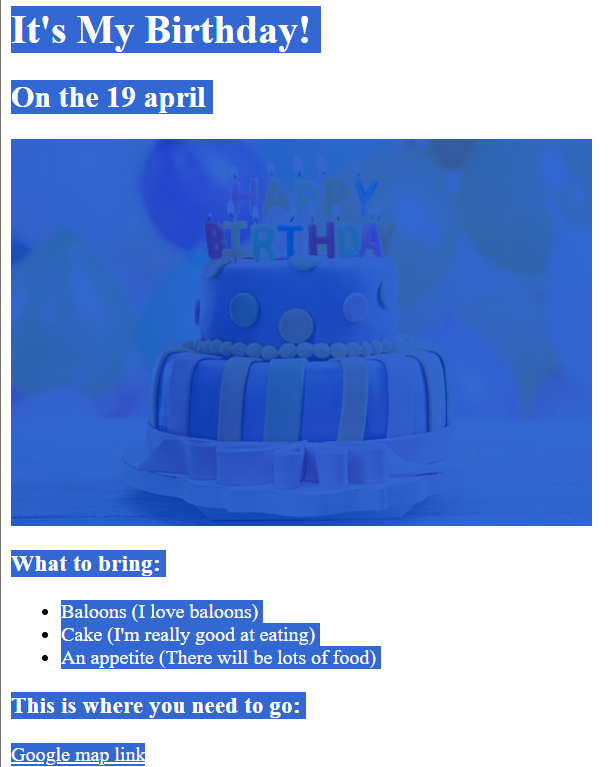 It's My Birthday!
On the 19 april
HAPPY
BIRTHDAY
What to bring:
Baloons (I love baloons)
Cake (I'm really good at eating)
An appetite (There will be lots of food)
This is where you need to go:
Google map link